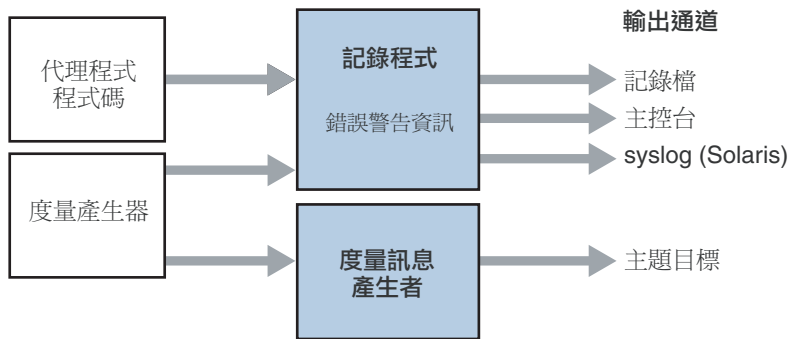 輸出通道
代理程式
程式碼
記錄程式
錯誤警告資訊
記錄檔
主控台
syslog (Solaris)
度量產生器
度量訊息
產生者
主題目標